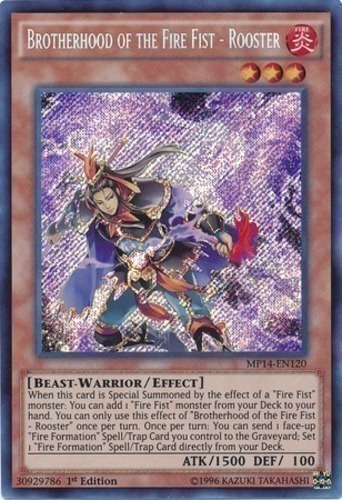 BROTHERHOOD OF THE FIRE FIST - ROOSTER
FIRE
炎
MP14-EN120
[BEAST-WARRIOR/EFFECT]
When this card is Special Summoned by the effect of a "Fire Fist"
monster: You can add 1 "Fire Fist" monster from your Deck to
your hand. You can only use this effect of "Brotherhood of the Fire Fist
- Rooster" once per turn. Once per turn: You can send 1 face-up
"Fire Formation" Spell/Trap Card you control to the Graveyard; Set
1 "Fire Formation" Spell/Trap Card directly from your Deck.
ATK/1500 DEF/ 100
30929786 1st Edition ©1996 KAZUKI TAKAHASHI